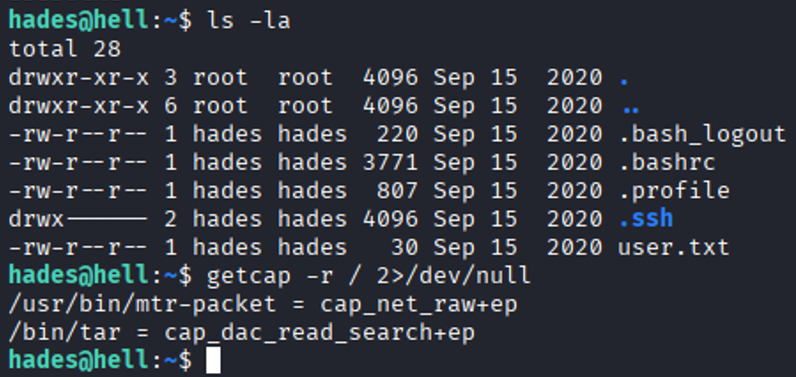 hades@hell:~$ ls -la
total 28
drwxr-xr-x 3 root  root  4096 Sep 15  2020 .
drwxr-xr-x 6 root  root  4096 Sep 15  2020 ..
-rw-r--r-- 1 hades hades  220 Sep 15  2020 .bash_logout
-rw-r--r-- 1 hades hades 3771 Sep 15  2020 .bashrc
-rw-r--r-- 1 hades hades  807 Sep 15  2020 .profile
drwx------ 2 hades hades 4096 Sep 15  2020 .ssh
-rw-r--r-- 1 hades hades   30 Sep 15  2020 user.txt
hades@hell:~$ getcap -r / 2>/dev/null
/usr/bin/mtr-packet = cap_net_raw+ep
/bin/tar = cap_dac_read_search+ep
hades@hell:~$